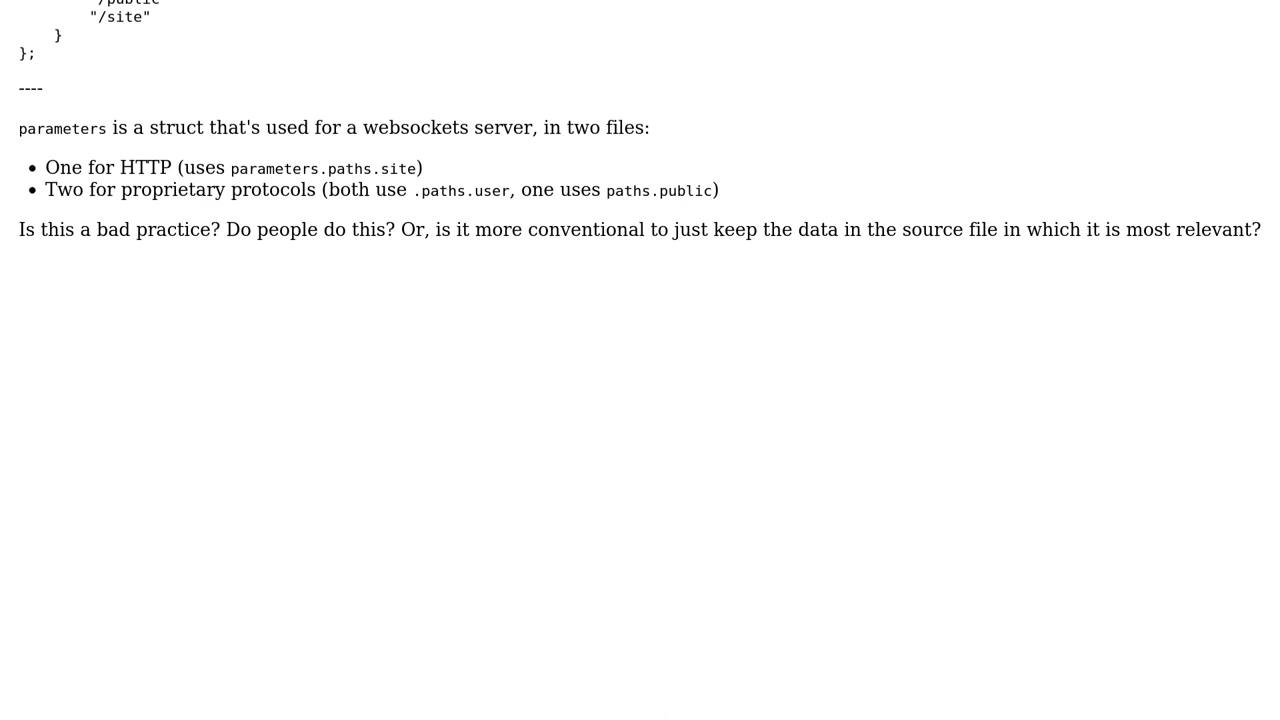 "/public"
"/site"
}
};
----
parameters is a struct that's used for a websockets server, in two files:
One for HTTP (uses parameters.paths.site)
Two for proprietary protocols (both use .paths.user, one uses paths.public)
Is this a bad practice? Do people do this? Or, is it more conventional to just keep the data in the source file in which it is most relevant?